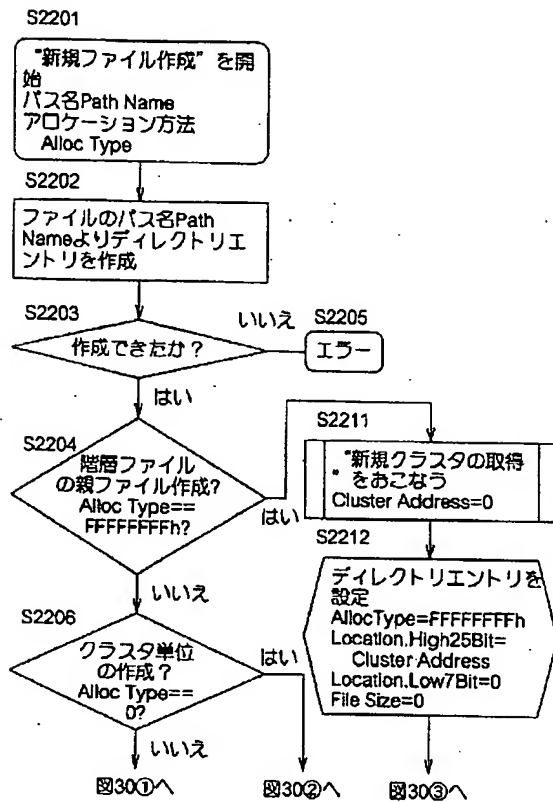 S2201
“新規ファイル作成” を開
始
パス名Path Name
アロケーション方法
Alloc Type
S2202
ファイルのパス名Path
Nameよりディレクトリエ
ントリを作成
S2203
いいえ
S2205
作成できたか？
エラー
はい
S2204
階層ファイル
の親ファイル作成?
Alloc Type==
FFFFFFFFh?
はい
S2211
“新規クラスタの取得
” をおこなう
Cluster Address=0
S2212
ディレクトリエントリを
設定
AllocType=FFFFFFFFh
Location.High25Bit=
Cluster Address
Location.Low7Bit=0
File Size=0
いいえ
S2206
クラスタ単位
の作成？
Alloc Type==
0?
はい
いいえ
図30①へ
図30②へ
図30③へ